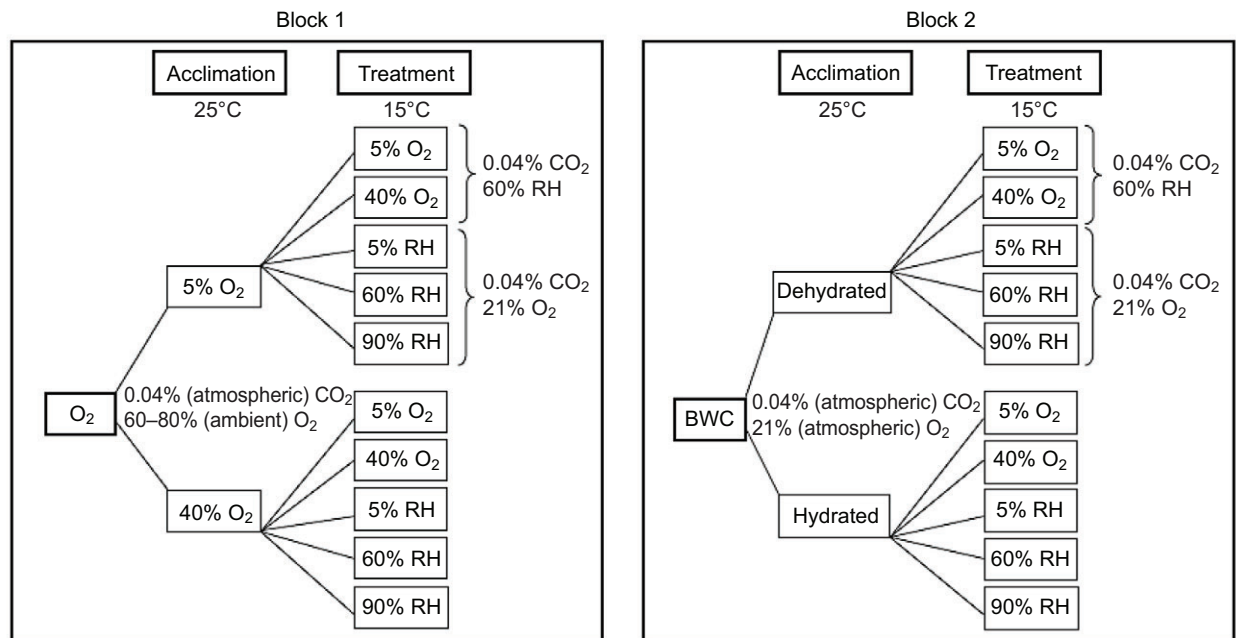 Block 1
Acclimation
Treatment
25°C
15°C
5% O₂
40% O₂
0.04% CO₂
60% RH
5% RH
60% RH
90% RH
0.04% CO₂
21% O₂
5% O₂
O₂
0.04% (atmospheric) CO₂
60–80% (ambient) O₂
40% O₂
5% O₂
40% O₂
5% RH
60% RH
90% RH
Block 2
Acclimation
Treatment
25°C
15°C
5% O₂
40% O₂
0.04% CO₂
60% RH
5% RH
60% RH
90% RH
0.04% CO₂
21% O₂
Dehydrated
BWC
0.04% (atmospheric) CO₂
21% (atmospheric) O₂
Hydrated
5% O₂
40% O₂
5% RH
60% RH
90% RH